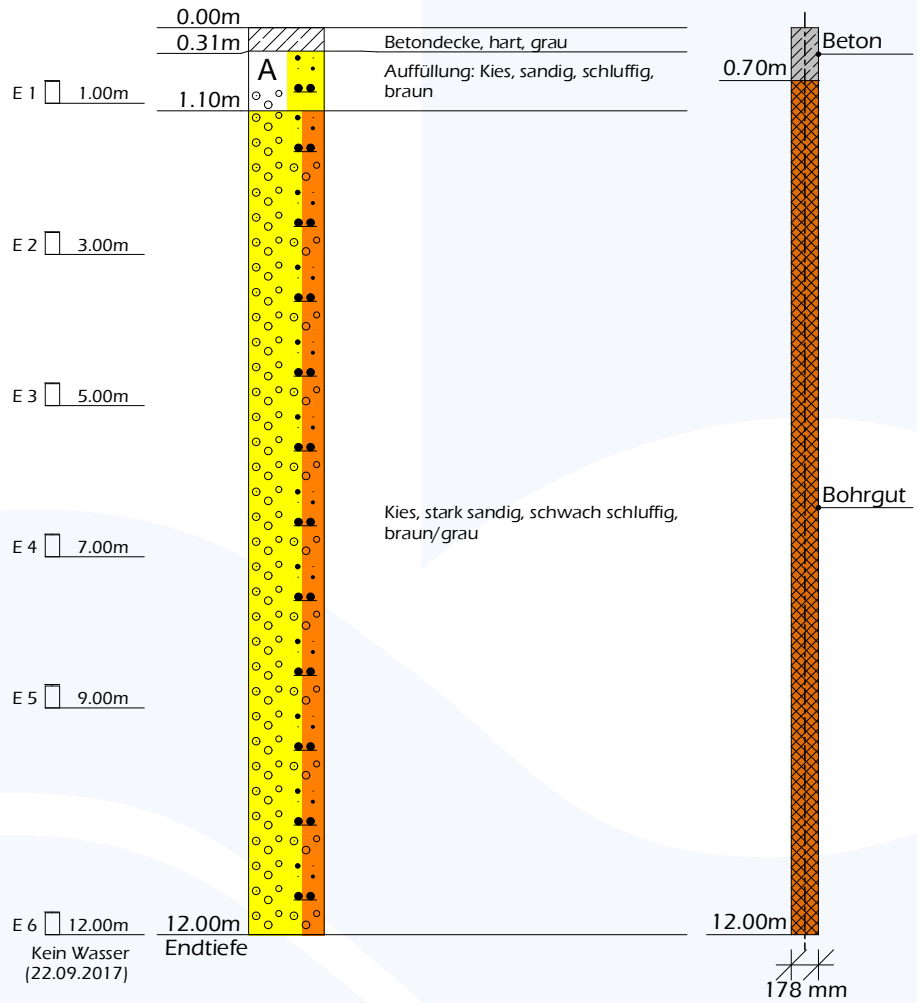 0.00m
0.31m
Betondecke, hart, grau
Beton
A
Auffüllung: Kies, sandig, schluffig,
braun
0.70m
E 1 1.00m
1.10m
E 2 3.00m
E 3 5.00m
Bohrgut
Kies, stark sandig, schwach schluffig,
braun/grau
E 4 7.00m
E 5 9.00m
E 6 12.00m
12.00m
12.00m
Endtiefe
Kein Wasser
(22.09.2017)
178 mm